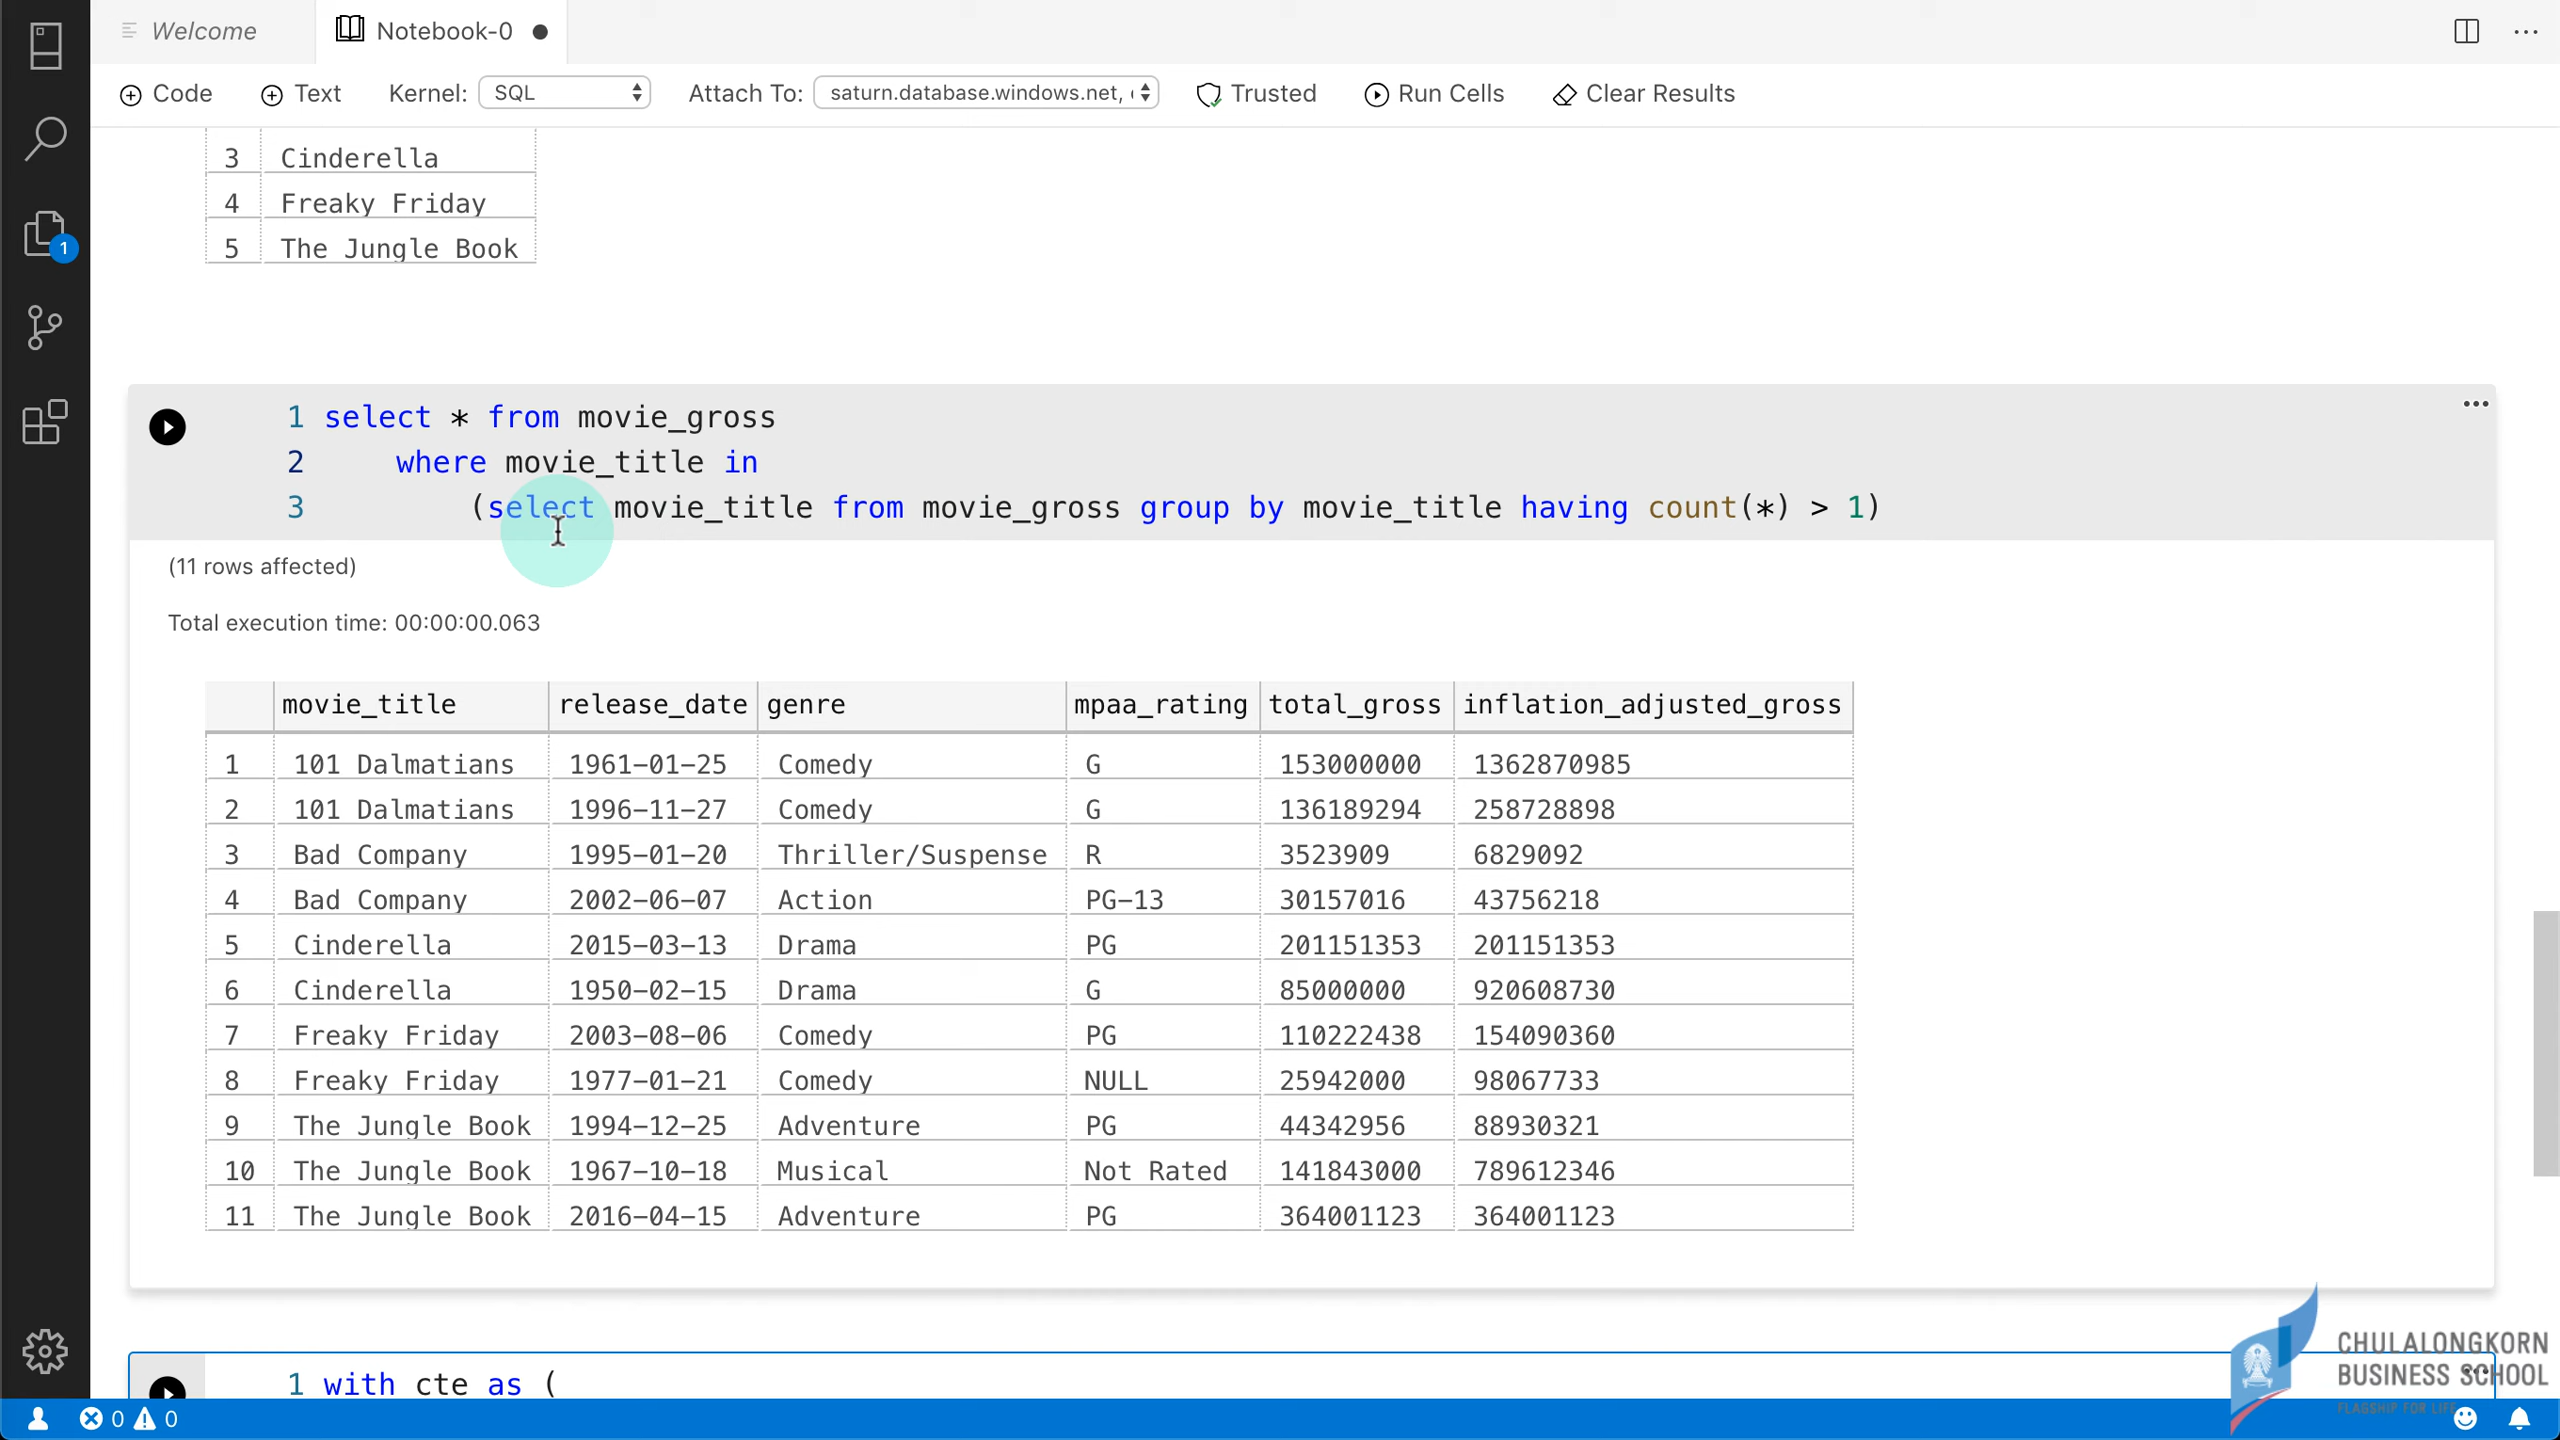 Welcome
Notebook-0
Code
Text
Kernel: SQL
Attach To: saturn.database.windows.net,
Trusted
Run Cells
Clear Results
3 Cinderella
4 Freaky Friday
5 The Jungle Book
1
1 select * from movie_gross
2 where movie_title in
3 (select movie_title from movie_gross group by movie_title having count(*) > 1)
(11 rows affected)
Total execution time: 00:00:00.063
movie_title release_date genre mpaa_rating total_gross inflation_adjusted_gross
1 101 Dalmatians 1961-01-25 Comedy G 153000000 1362870985
2 101 Dalmatians 1996-11-27 Comedy G 136189294 258728898
3 Bad Company 1995-01-20 Thriller/Suspense R 3523909 6829092
4 Bad Company 2002-06-07 Action PG-13 30157016 43756218
5 Cinderella 2015-03-13 Drama PG 201151353 201151353
6 Cinderella 1950-02-15 Drama G 85000000 920608730
7 Freaky Friday 2003-08-06 Comedy PG 110222438 154090360
8 Freaky Friday 1977-01-21 Comedy NULL 25942000 98067733
9 The Jungle Book 1994-12-25 Adventure PG 44342956 88930321
10 The Jungle Book 1967-10-18 Musical Not Rated 141843000 789612346
11 The Jungle Book 2016-04-15 Adventure PG 364001123 364001123
1 with cte as (
CHULALONGKORN
BUSINESS SCHOOL
FLAGSHIP FOR LIFE
0 0